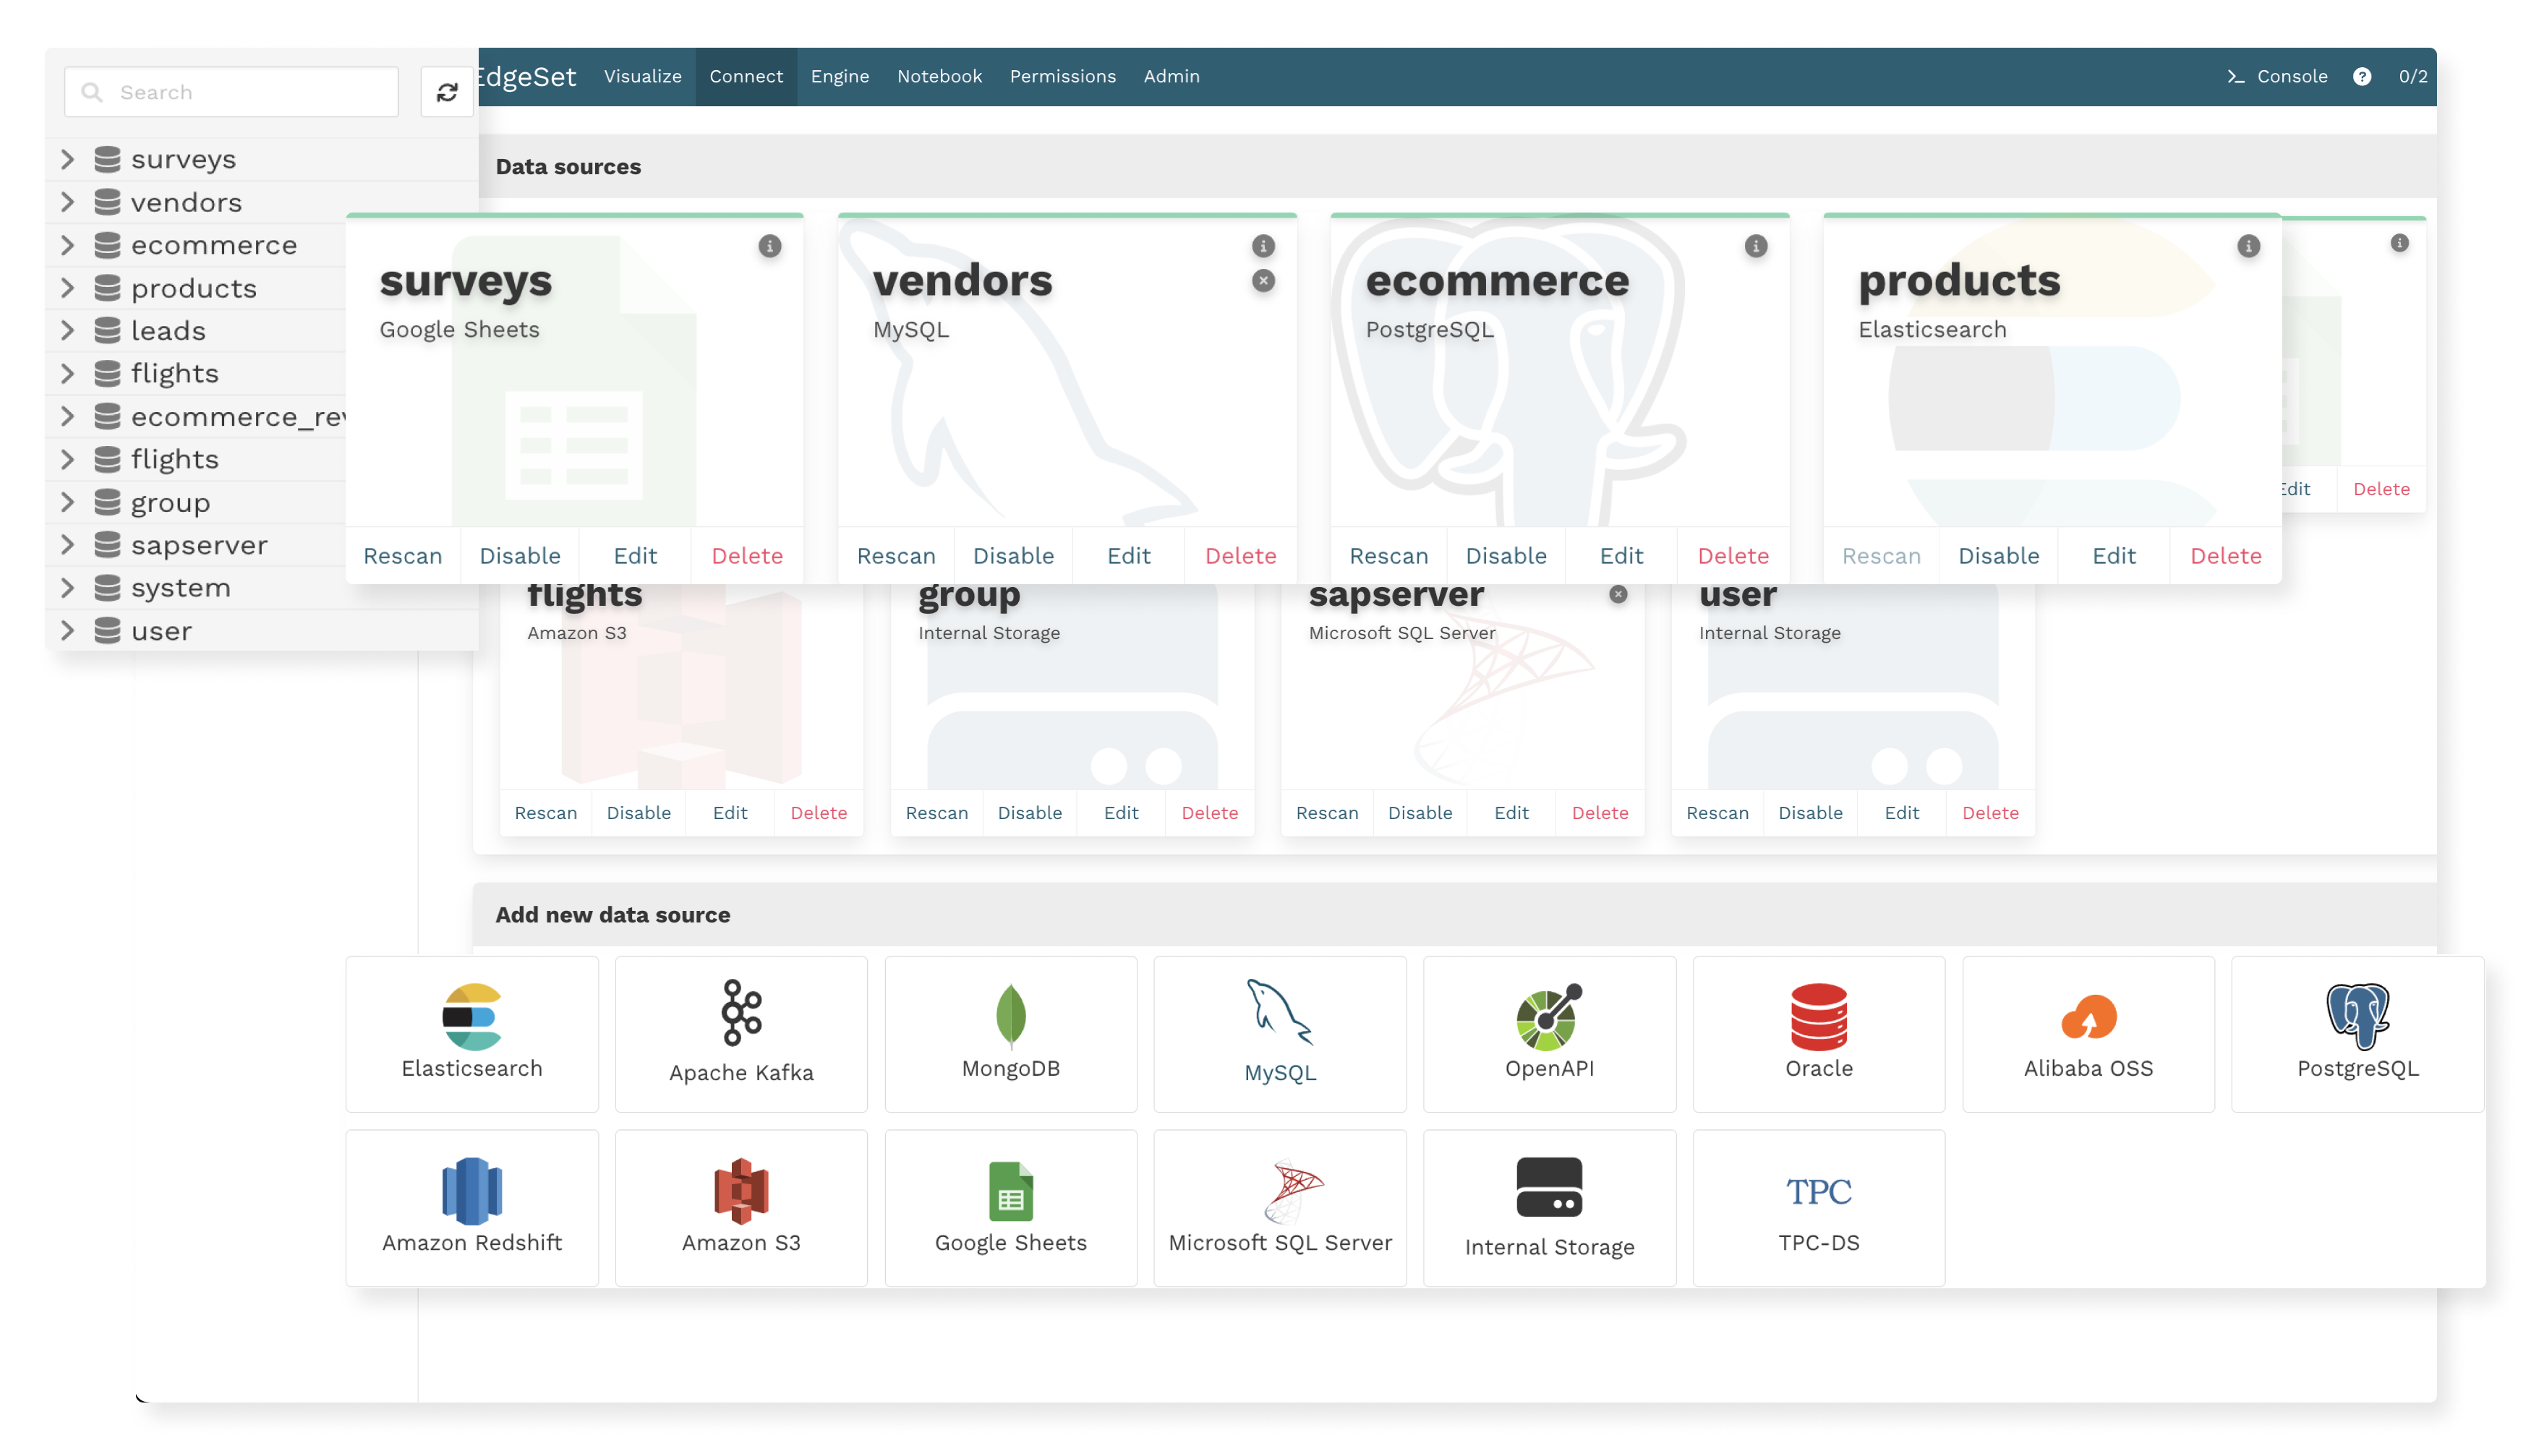 Search
surveys
vendors
ecommerce
products
leads
flights
ecommerce_rev
flights
group
sapserver
system
user
EdgeSet Visualize Connect Engine Notebook Permissions Admin Console ? 0/2
Data sources
surveys
Google Sheets
Rescan Disable Edit Delete
vendors
MySQL
Rescan Disable Edit Delete
ecommerce
PostgreSQL
Rescan Disable Edit Delete
products
Elasticsearch
Rescan Disable Edit Delete
Edit Delete
flights
Amazon S3
Rescan Disable Edit Delete
group
Internal Storage
Rescan Disable Edit Delete
sapserver
Microsoft SQL Server
Rescan Disable Edit Delete
user
Internal Storage
Rescan Disable Edit Delete
Add new data source
Elasticsearch
Apache Kafka
MongoDB
MySQL
OpenAPI
Oracle
Alibaba OSS
PostgreSQL
Amazon Redshift
Amazon S3
Google Sheets
Microsoft SQL Server
Internal Storage
TPC
TPC-DS